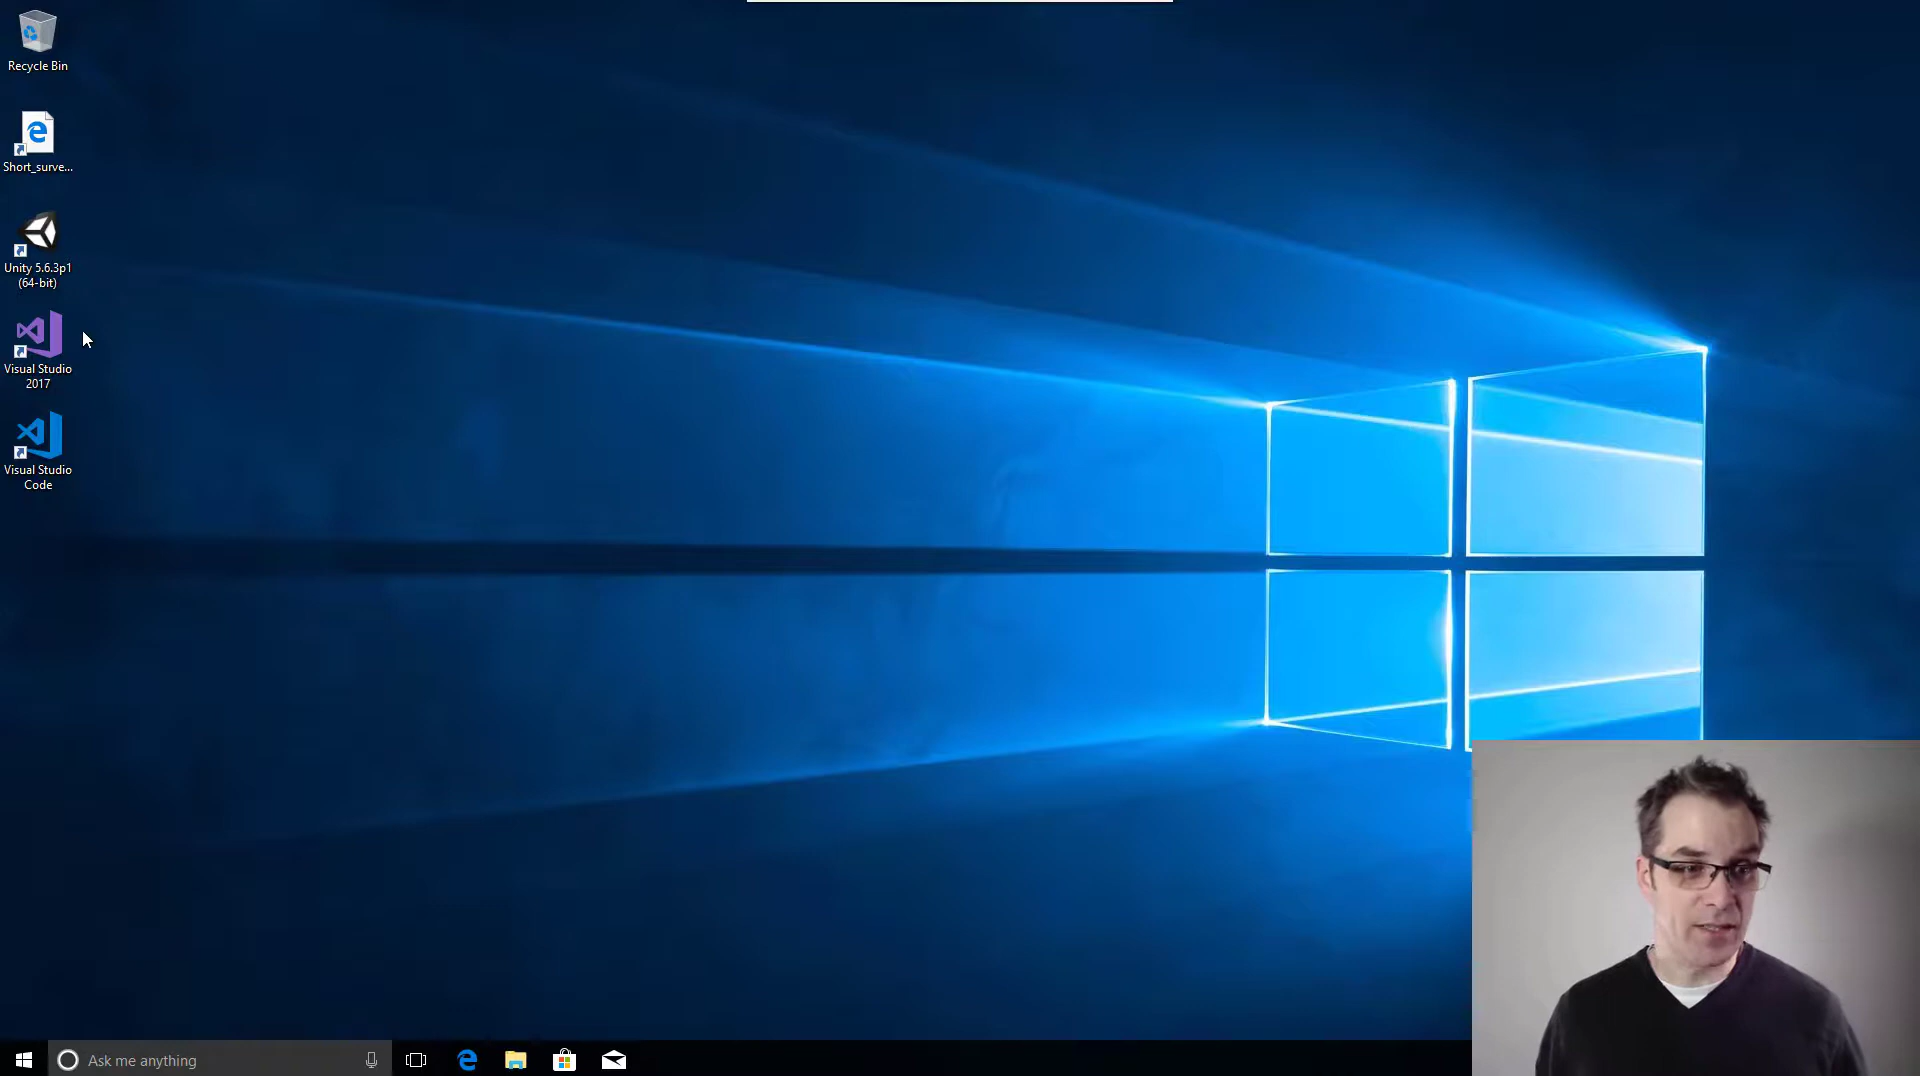 Recycle Bin
Short_surve...
Unity 5.6.3p1
(64-bit)
Visual Studio
2017
Visual Studio
Code
Ask me anything